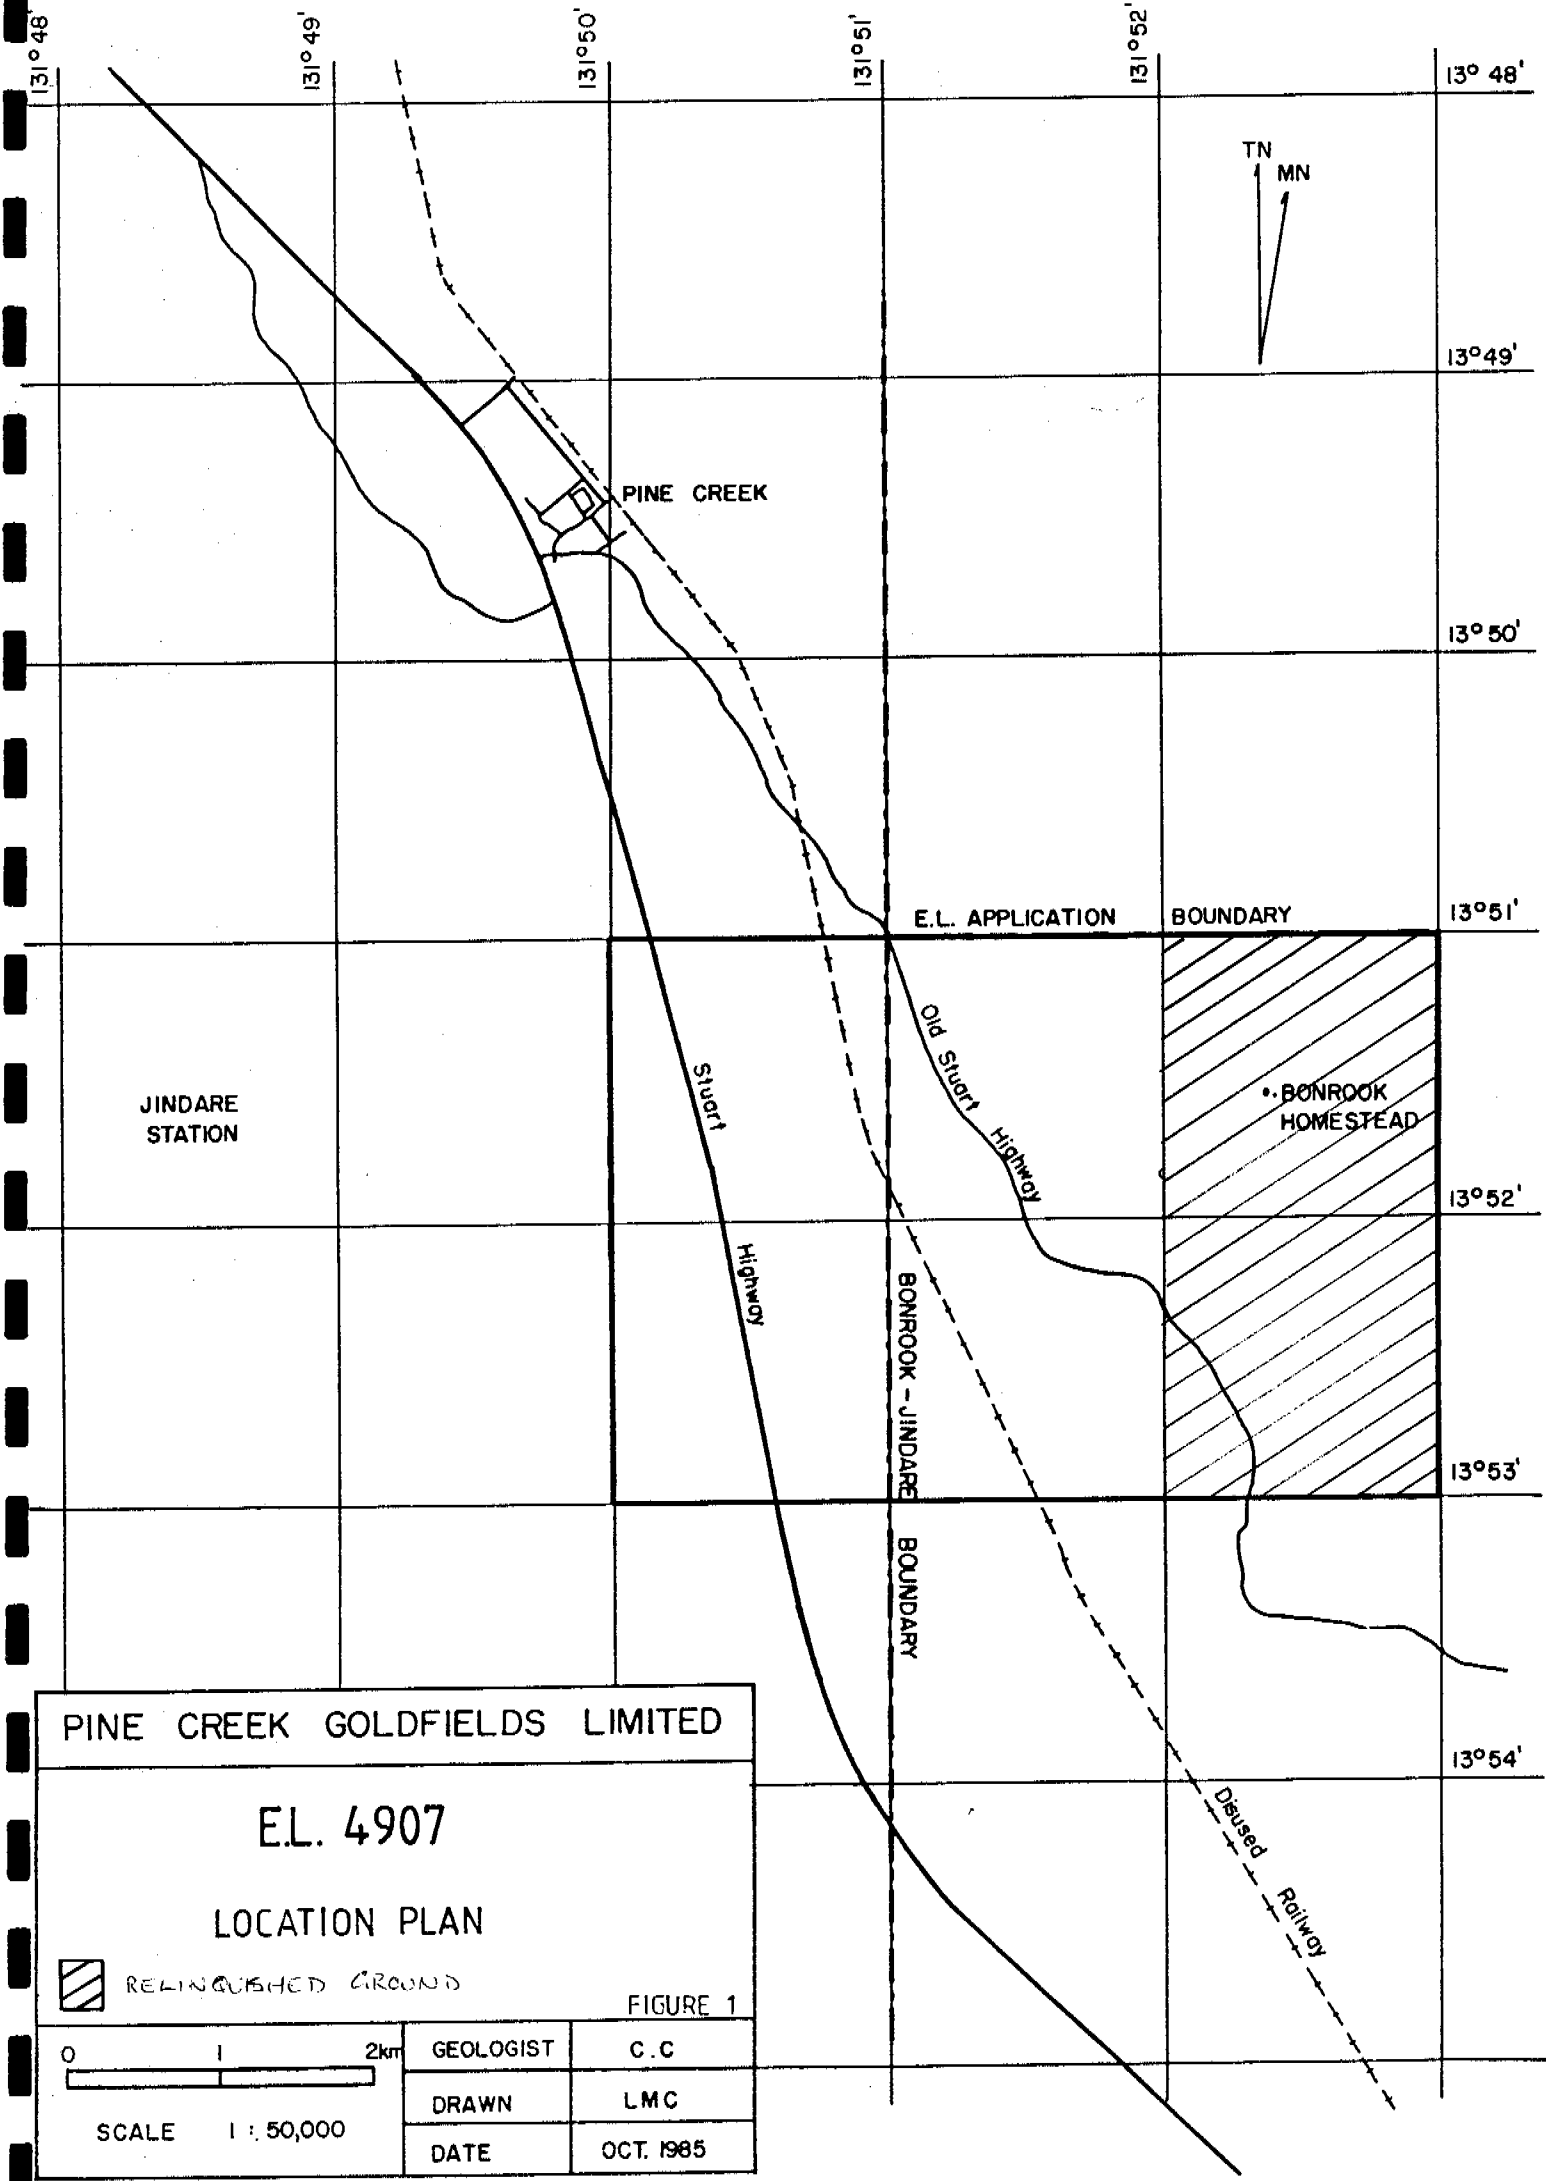 131° 48'
131° 49'
131° 50'
131° 51'
131° 52'
13° 48'
TN
MN
13° 49'
PINE CREEK
13° 50'
E.L. APPLICATION BOUNDARY
13° 51'
Old Stuart Highway
Stuart Highway
JINDARE
STATION
BONROOK
HOMESTEAD
13° 52'
BONROOK - JINDARE BOUNDARY
13° 53'
13° 54'
Disused Railway
PINE CREEK GOLDFIELDS LIMITED
E.L. 4907
LOCATION PLAN
RELINQUISHED GROUND
FIGURE 1
0 1 2km
SCALE 1 : 50,000
GEOLOGIST C.C
DRAWN LMC
DATE OCT. 1985